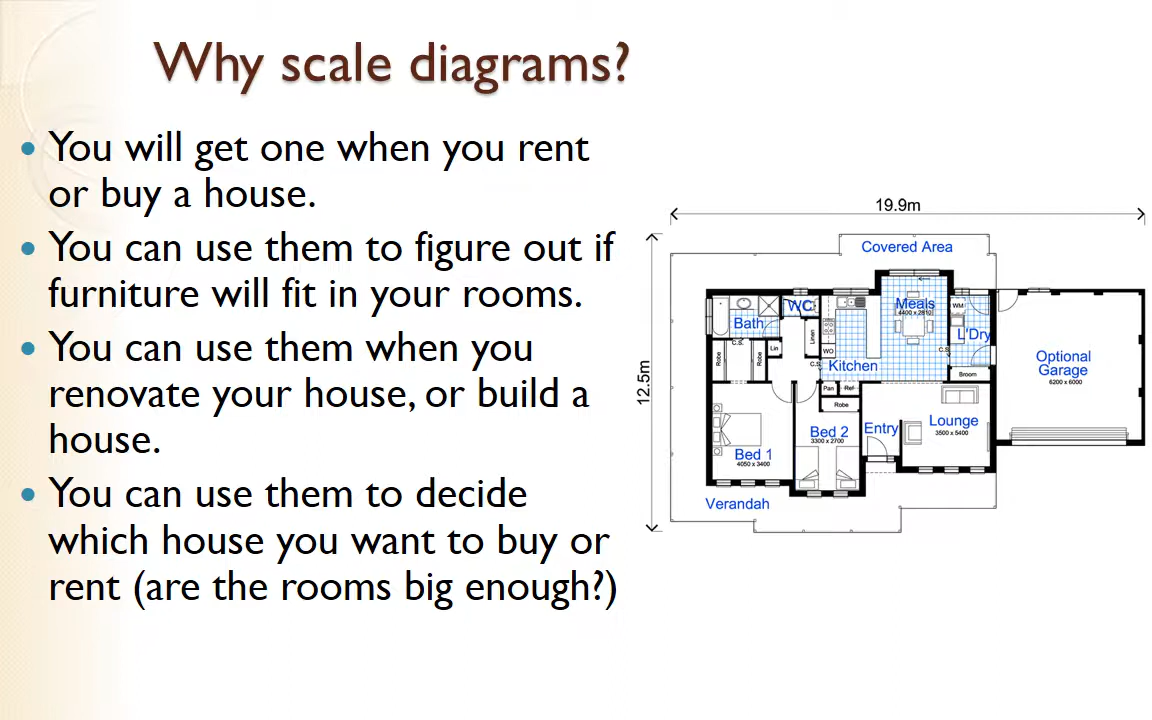 Why scale diagrams?
You will get one when you rent
or buy a house.
You can use them to figure out if
furniture will fit in your rooms.
You can use them when you
renovate your house, or build a
house.
You can use them to decide
which house you want to buy or
rent (are the rooms big enough?)
19.9m
12.5m
Covered Area
Bath
WC
Meals
4400 x 2810
WM
L'Dry
Linen
Lin
C.S.
C.S.
C.S.
WO
Kitchen
Robe
Robe
Pan
Ref
Broom
Robe
Optional
Garage
6200 x 6000
Bed 1
4050 x 3400
Bed 2
3300 x 2700
Entry
Lounge
3500 x 5400
Verandah